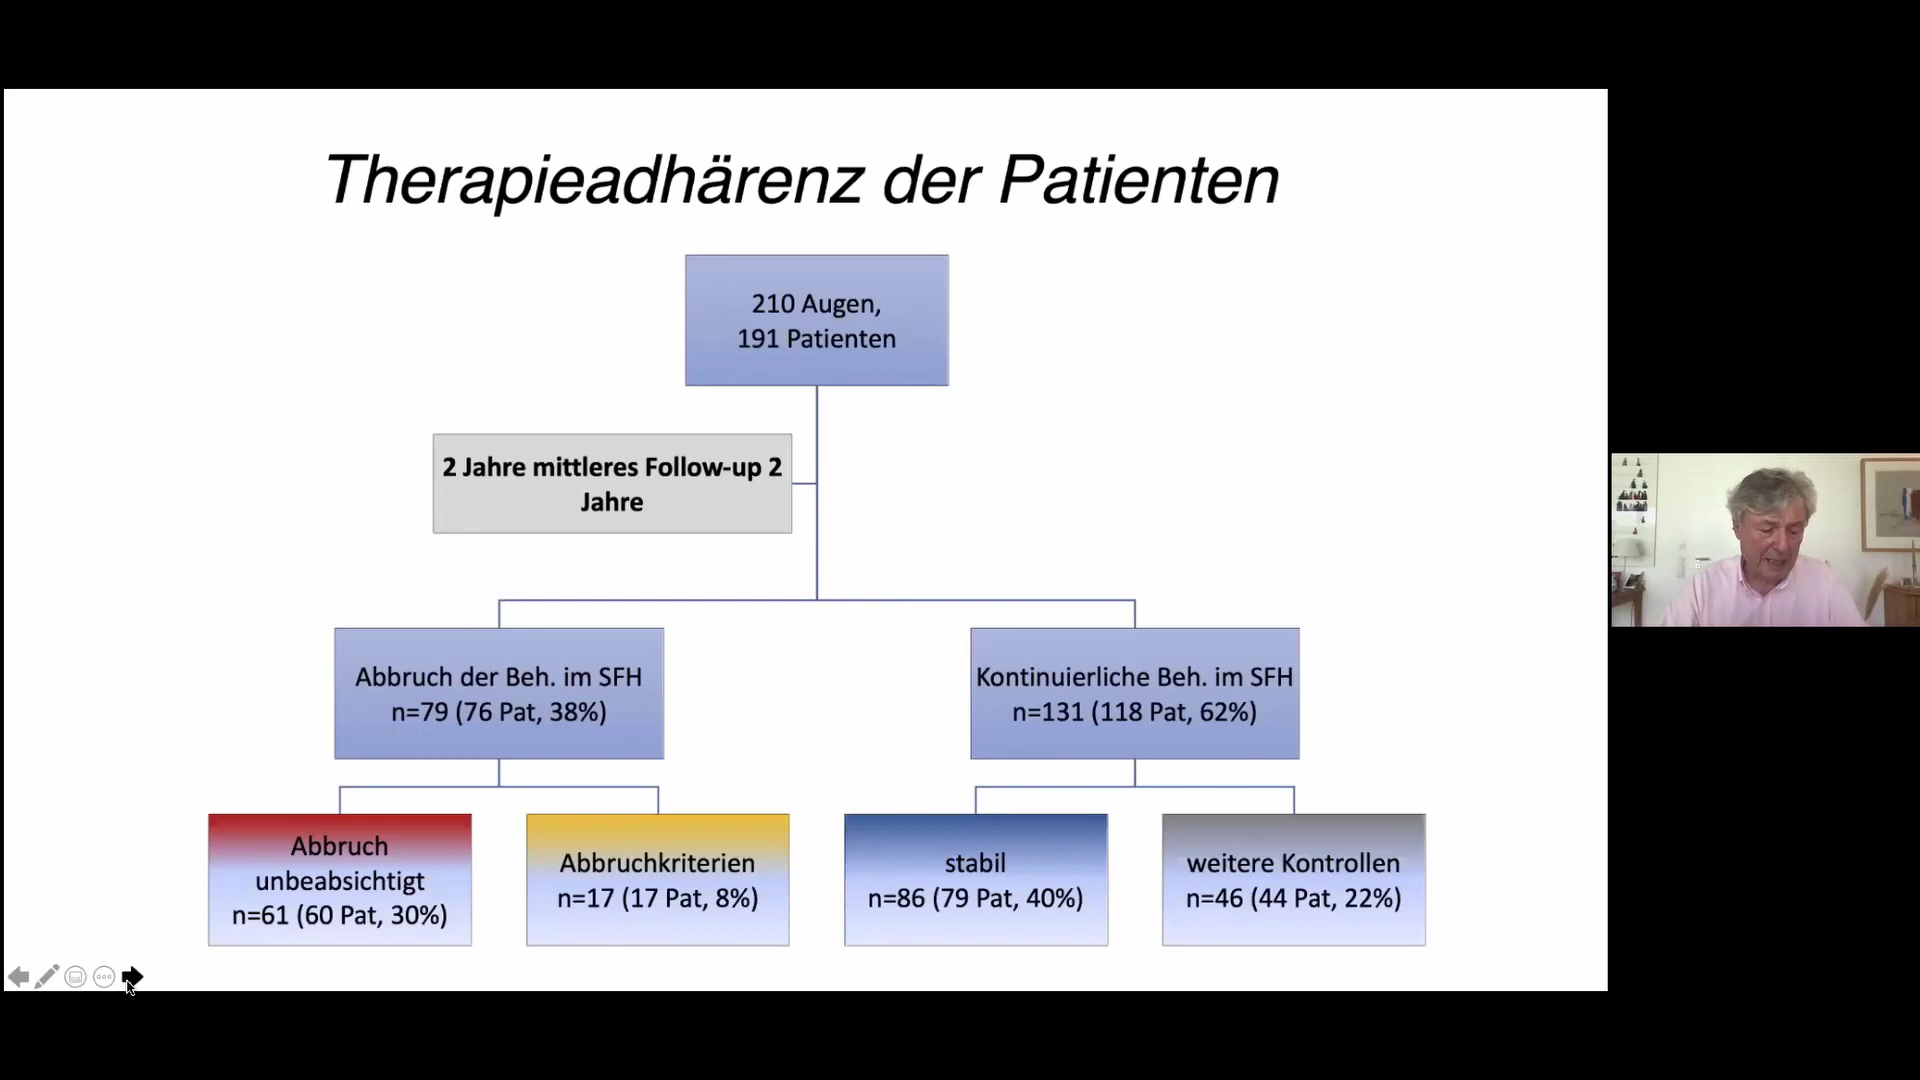 Therapieadhärenz der Patienten
210 Augen,
191 Patienten
2 Jahre mittleres Follow-up 2
Jahre
Abbruch der Beh. im SFH
n=79 (76 Pat, 38%)
Kontinuierliche Beh. im SFH
n=131 (118 Pat, 62%)
Abbruch
unbeabsichtigt
n=61 (60 Pat, 30%)
Abbruchkriterien
n=17 (17 Pat, 8%)
stabil
n=86 (79 Pat, 40%)
weitere Kontrollen
n=46 (44 Pat, 22%)